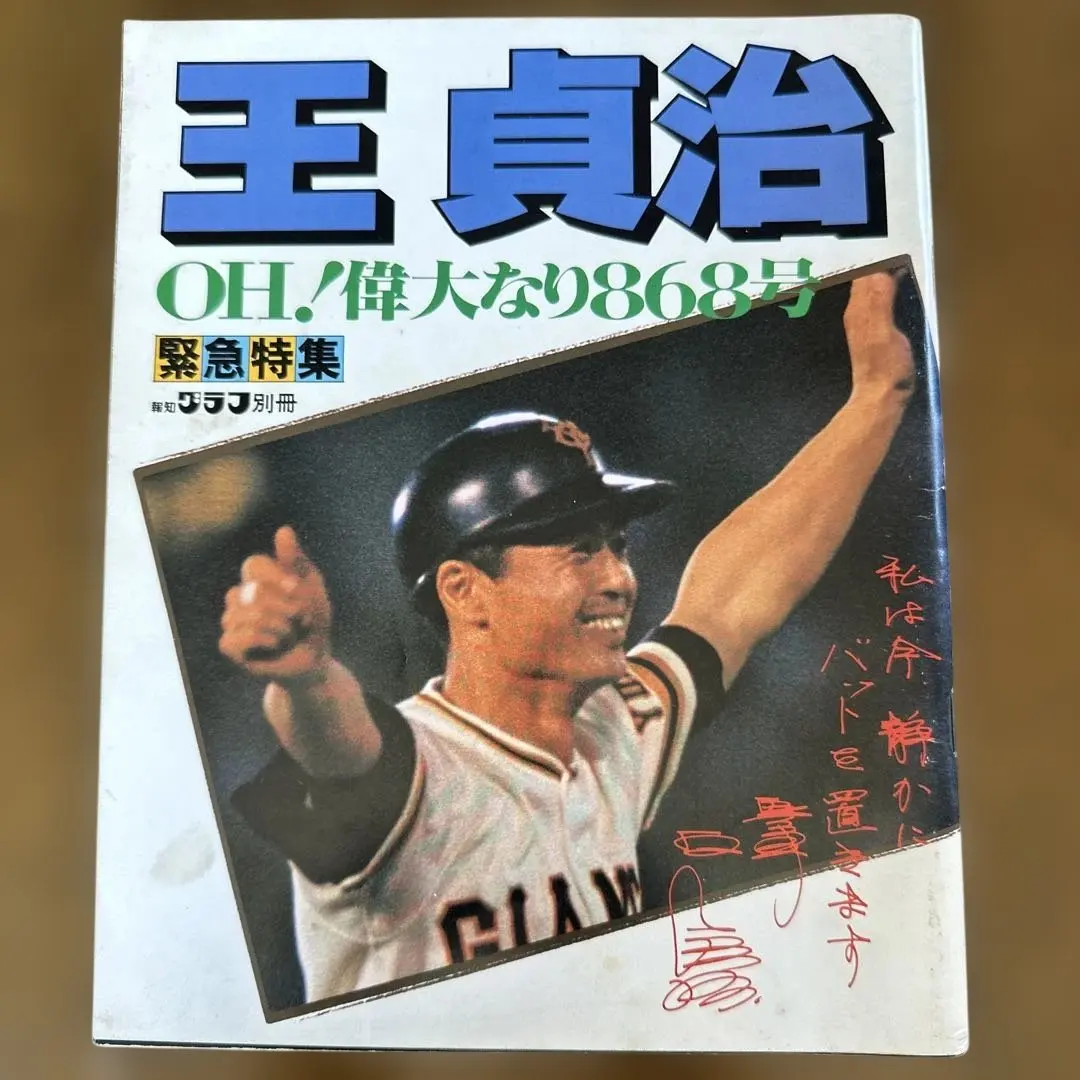 王 貞治
OH!偉大なり868号
緊急特集
報知グラフ別冊
GIAN
私は今 静かに
バットを置きます